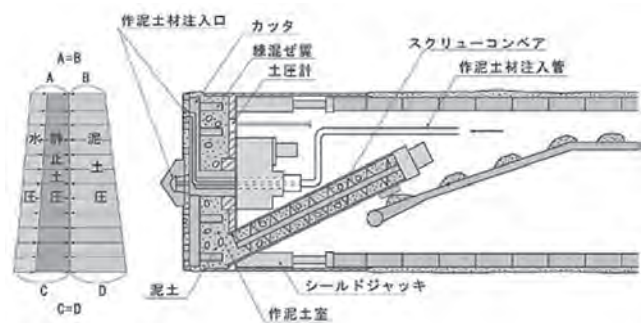 作泥土材注入口
カッタ
練混ぜ翼
土圧計
スクリューコンベア
作泥土材注入管
A=B
A B
水圧
静止土圧
泥土圧
C D
C=D
泥土
作泥土室
シールドジャッキ